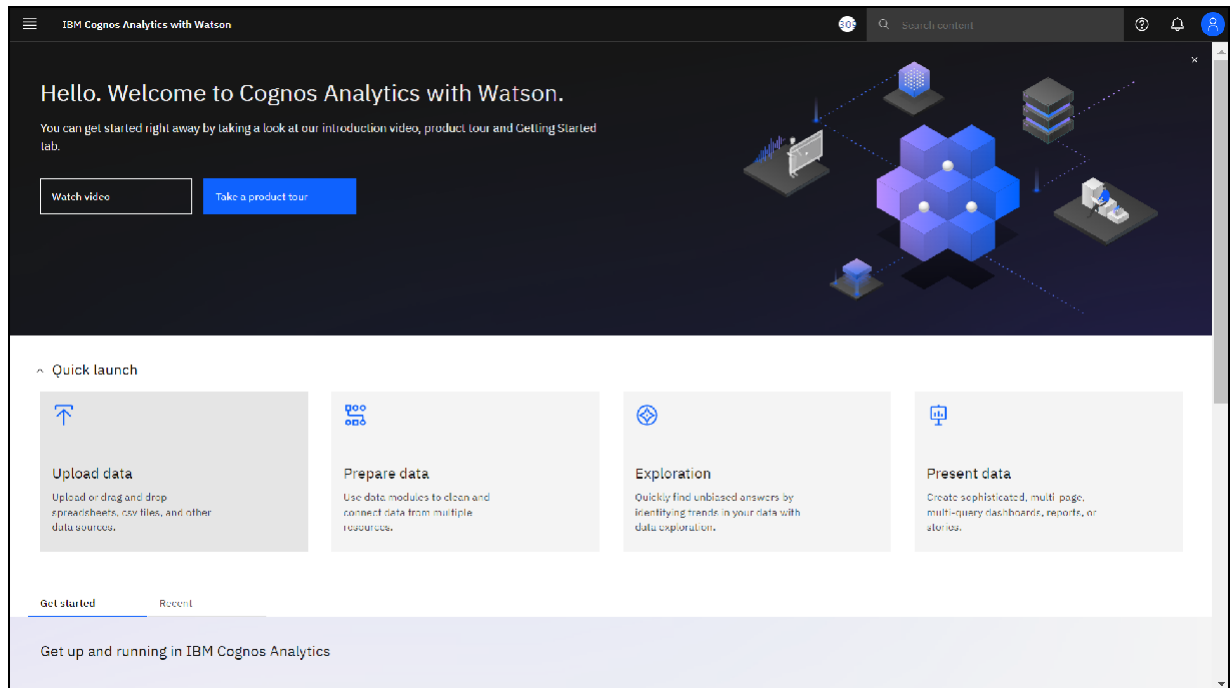 IBM Cognos Analytics with Watson
Search content
Hello. Welcome to Cognos Analytics with Watson.
You can get started right away by taking a look at our introduction video, product tour and Getting Started
tab.
Watch video
Take a product tour
Quick launch
Upload data
Upload or drag and drop
spreadsheets, csv files, and other
data sources.
Prepare data
Use data modules to clean and
connect data from multiple
resources.
Exploration
Quickly find unbiased answers by
identifying trends in your data with
data exploration.
Present data
Create sophisticated, multi-page,
multi-query dashboards, reports, or
stories.
Get started
Recent
Get up and running in IBM Cognos Analytics